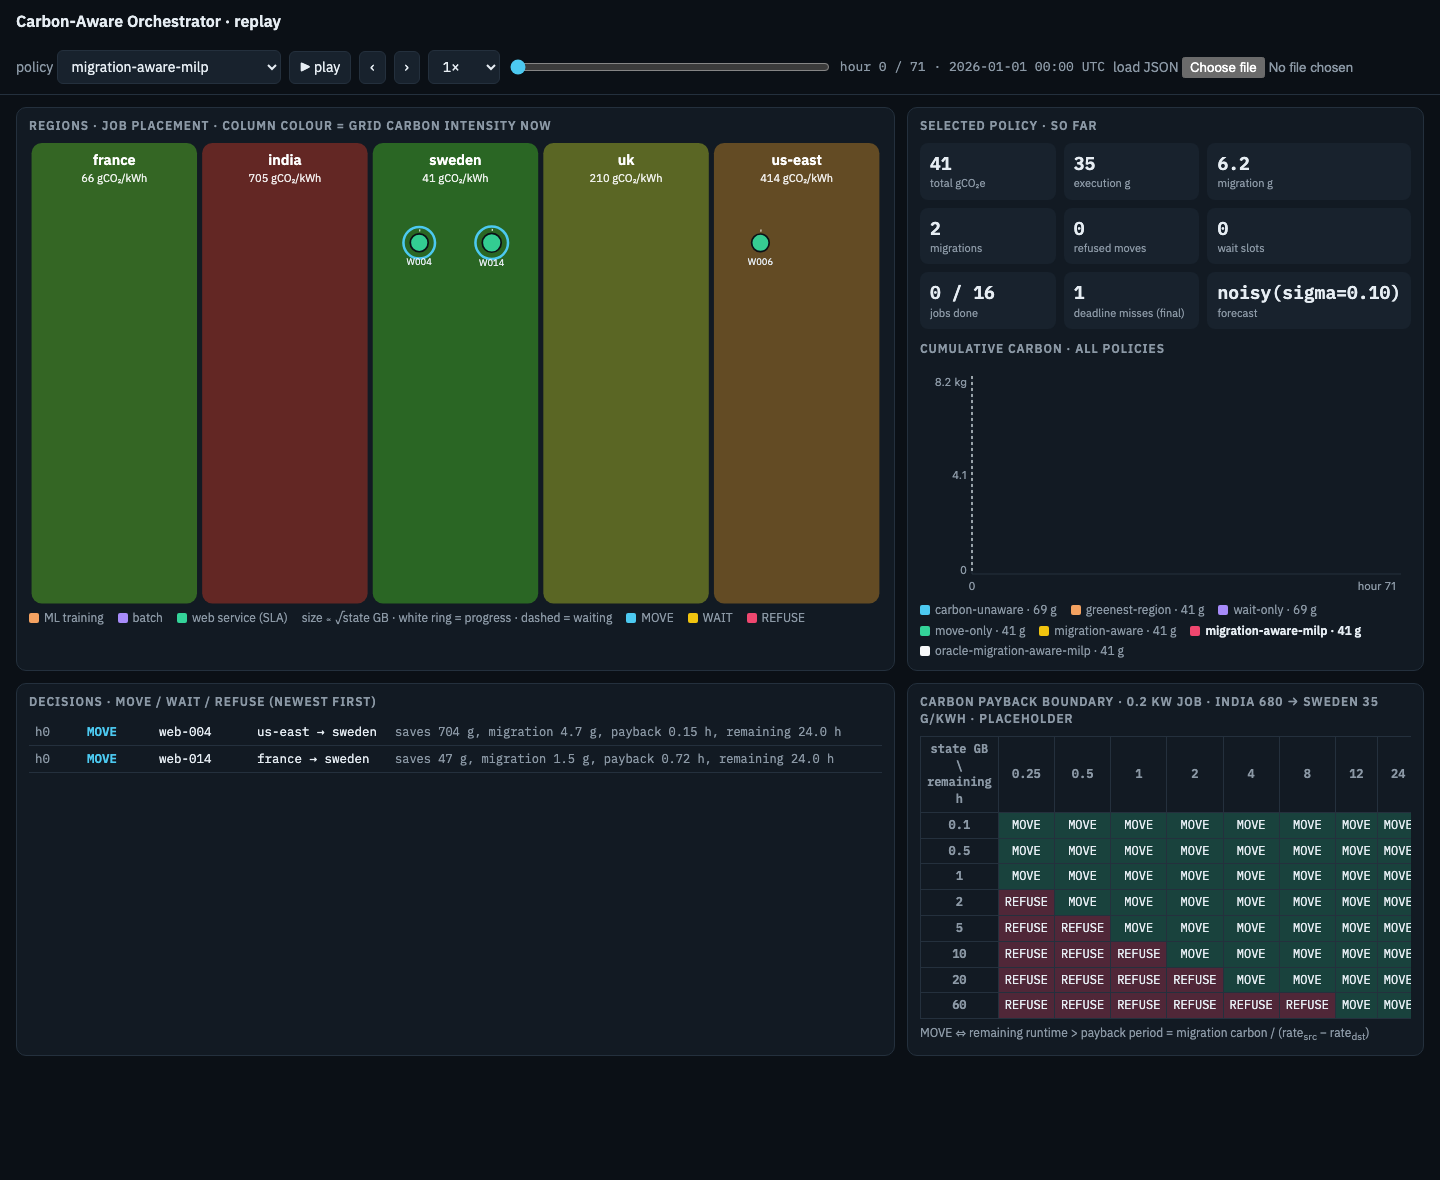 Carbon-Aware Orchestrator · replay
policy migration-aware-milp ▶ play ‹ › 1× hour 0 / 71 · 2026-01-01 00:00 UTC load JSON Choose file No file chosen
REGIONS · JOB PLACEMENT · COLUMN COLOUR = GRID CARBON INTENSITY NOW
france india sweden uk us-east
66 gCO₂/kWh 705 gCO₂/kWh 41 gCO₂/kWh 210 gCO₂/kWh 414 gCO₂/kWh
W004 W014 W006
ML training batch web service (SLA) size ∝ √state GB · white ring = progress · dashed = waiting MOVE WAIT REFUSE
SELECTED POLICY · SO FAR
41 35 6.2
total gCO₂e execution g migration g
2 0 0
migrations refused moves wait slots
0 / 16 1 noisy(sigma=0.10)
jobs done deadline misses (final) forecast
CUMULATIVE CARBON · ALL POLICIES
8.2 kg
4.1
0
0 hour 71
carbon-unaware · 69 g greenest-region · 41 g wait-only · 69 g
move-only · 41 g migration-aware · 41 g migration-aware-milp · 41 g
oracle-migration-aware-milp · 41 g
DECISIONS · MOVE / WAIT / REFUSE (NEWEST FIRST)
h0 MOVE web-004 us-east → sweden saves 704 g, migration 4.7 g, payback 0.15 h, remaining 24.0 h
h0 MOVE web-014 france → sweden saves 47 g, migration 1.5 g, payback 0.72 h, remaining 24.0 h
CARBON PAYBACK BOUNDARY · 0.2 KW JOB · INDIA 680 → SWEDEN 35
G/KWH · PLACEHOLDER
state GB
\
remaining
h
0.25 0.5 1 2 4 8 12 24
0.1 MOVE MOVE MOVE MOVE MOVE MOVE MOVE MOVE
0.5 MOVE MOVE MOVE MOVE MOVE MOVE MOVE MOVE
1 MOVE MOVE MOVE MOVE MOVE MOVE MOVE MOVE
2 REFUSE MOVE MOVE MOVE MOVE MOVE MOVE MOVE
5 REFUSE REFUSE MOVE MOVE MOVE MOVE MOVE MOVE
10 REFUSE REFUSE REFUSE MOVE MOVE MOVE MOVE MOVE
20 REFUSE REFUSE REFUSE REFUSE MOVE MOVE MOVE MOVE
60 REFUSE REFUSE REFUSE REFUSE REFUSE REFUSE MOVE MOVE
MOVE ⇔ remaining runtime > payback period = migration carbon / (rate_src − rate_dst)